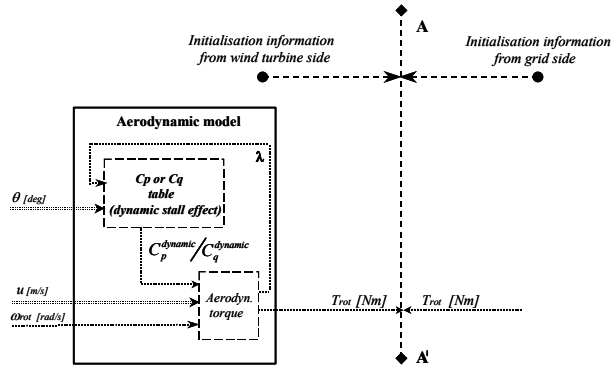 A
Initialisation information
from wind turbine side
Initialisation information
from grid side
Aerodynamic model
λ
Cp or Cq
table
(dynamic stall effect)
θ [deg]
C_p^dynamic / C_q^dynamic
u [m/s]
Aerodyn.
torque
T_rot [Nm]
T_rot [Nm]
ω_rot [rad/s]
A'